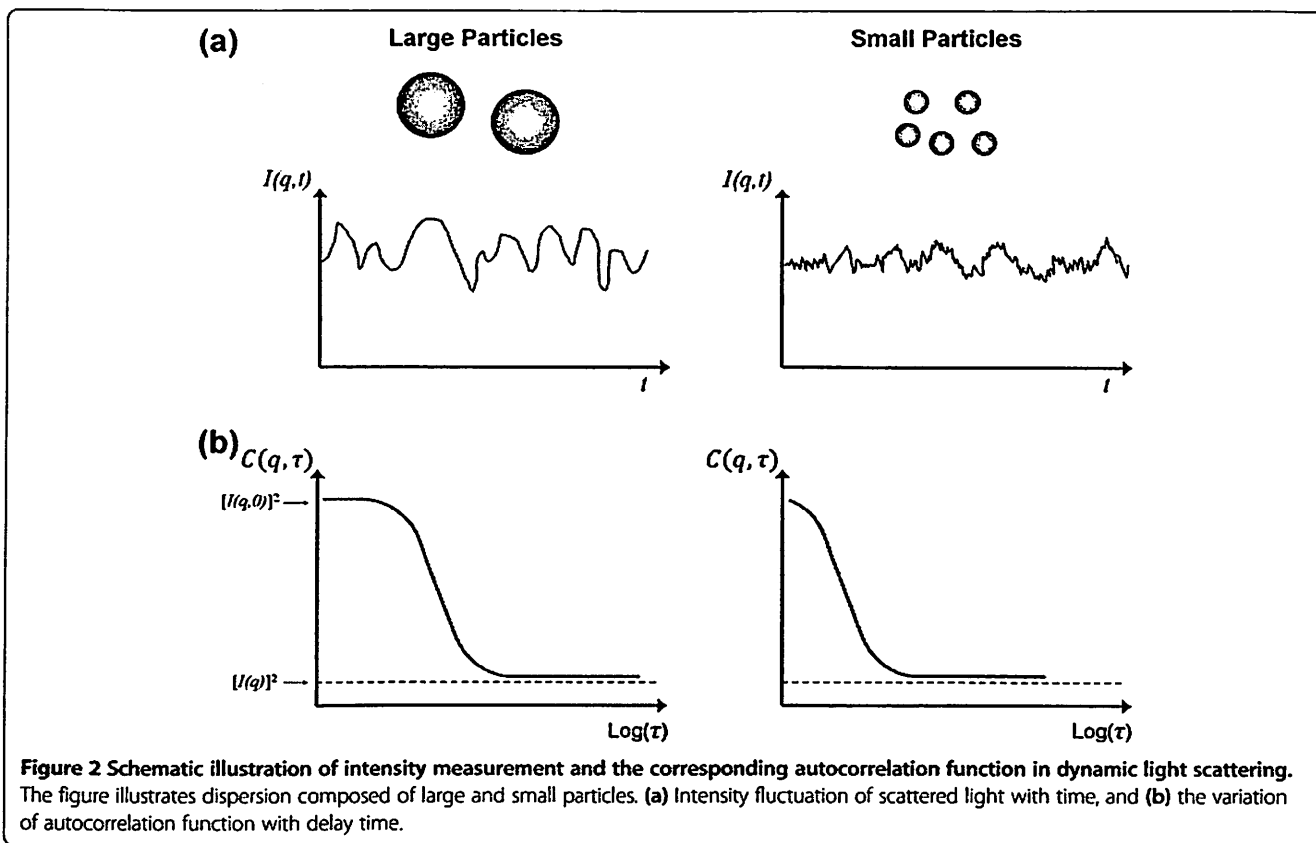 (a)
Large Particles
Small Particles
I(q,t)
I(q,t)
t
t
(b)
C(q,τ)
C(q,τ)
[I(q,0)]²
[I(q)]²
Log(τ)
Log(τ)
Figure 2 Schematic illustration of intensity measurement and the corresponding autocorrelation function in dynamic light scattering.
The figure illustrates dispersion composed of large and small particles. (a) Intensity fluctuation of scattered light with time, and (b) the variation
of autocorrelation function with delay time.